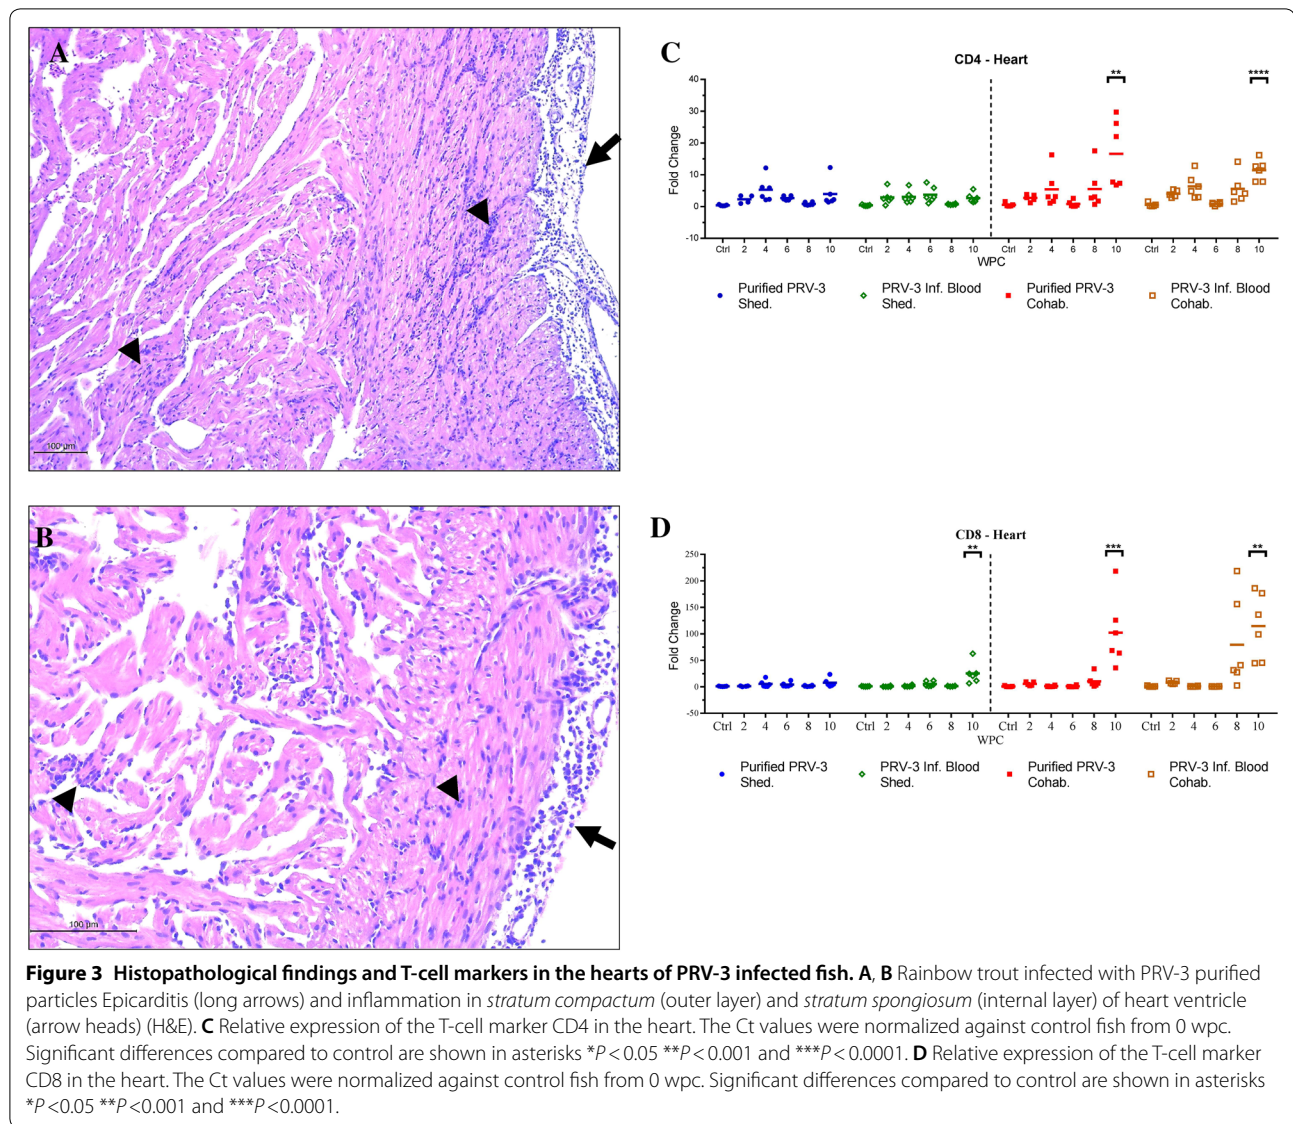 A
100 µm
B
100 µm
C
CD4 - Heart
** ****
40
30
20
10
0
-10
Fold Change
Ctrl 2 4 6 8 10 Ctrl 2 4 6 8 10 Ctrl 2 4 6 8 10 Ctrl 2 4 6 8 10
WPC
Purified PRV-3 Shed.
PRV-3 Inf. Blood Shed.
Purified PRV-3 Cohab.
PRV-3 Inf. Blood Cohab.
D
CD8 - Heart
** *** **
250
200
150
100
50
0
-50
Fold Change
Ctrl 2 4 6 8 10 Ctrl 2 4 6 8 10 Ctrl 2 4 6 8 10 Ctrl 2 4 6 8 10
WPC
Purified PRV-3 Shed.
PRV-3 Inf. Blood Shed.
Purified PRV-3 Cohab.
PRV-3 Inf. Blood Cohab.
Figure 3 Histopathological findings and T-cell markers in the hearts of PRV-3 infected fish. A, B Rainbow trout infected with PRV-3 purified
particles Epicarditis (long arrows) and inflammation in stratum compactum (outer layer) and stratum spongiosum (internal layer) of heart ventricle
(arrow heads) (H&E). C Relative expression of the T-cell marker CD4 in the heart. The Ct values were normalized against control fish from 0 wpc.
Significant differences compared to control are shown in asterisks *P < 0.05 **P < 0.001 and ***P < 0.0001. D Relative expression of the T-cell marker
CD8 in the heart. The Ct values were normalized against control fish from 0 wpc. Significant differences compared to control are shown in asterisks
*P < 0.05 **P < 0.001 and ***P < 0.0001.